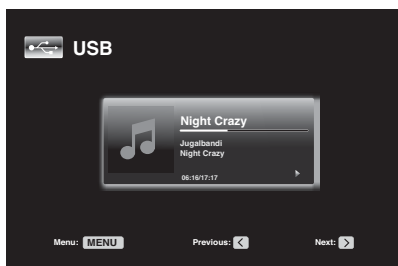 USB
Night Crazy
Jugalbandi
Night Crazy
06:16/17:17
Menu: MENU Previous: < Next: >